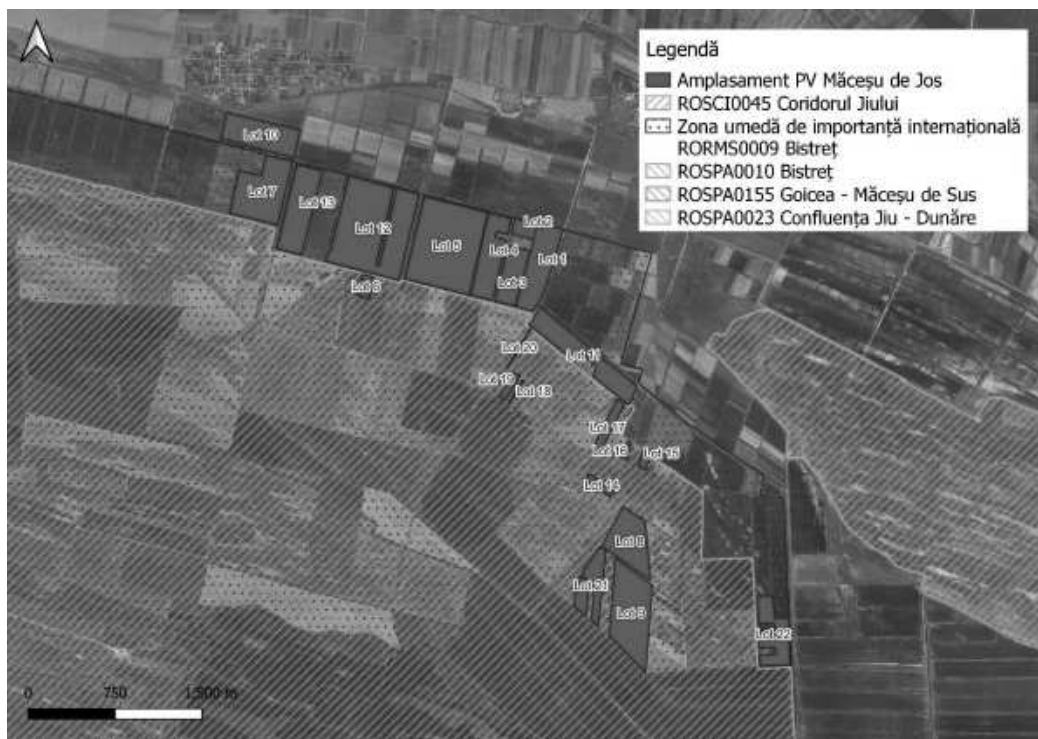 Legendă
Amplasament PV Măceșu de Jos
ROSCI0045 Coridorul Jiului
Zona umedă de importanță internațională
RORMS0009 Bistreț
ROSPA0010 Bistreț
ROSPA0155 Goicea - Măceșu de Sus
ROSPA0023 Confluența Jiu - Dunăre
Lot 10
Lot 7
Lot 13
Lot 12
Lot 5
Lot 2
Lot 4
Lot 1
Lot 3
Lot 6
Lot 20
Lot 11
Lot 19
Lot 18
Lot 17
Lot 16
Lot 15
Lot 14
Lot 8
Lot 21
Lot 9
Lot 22
0 750 1,500 m